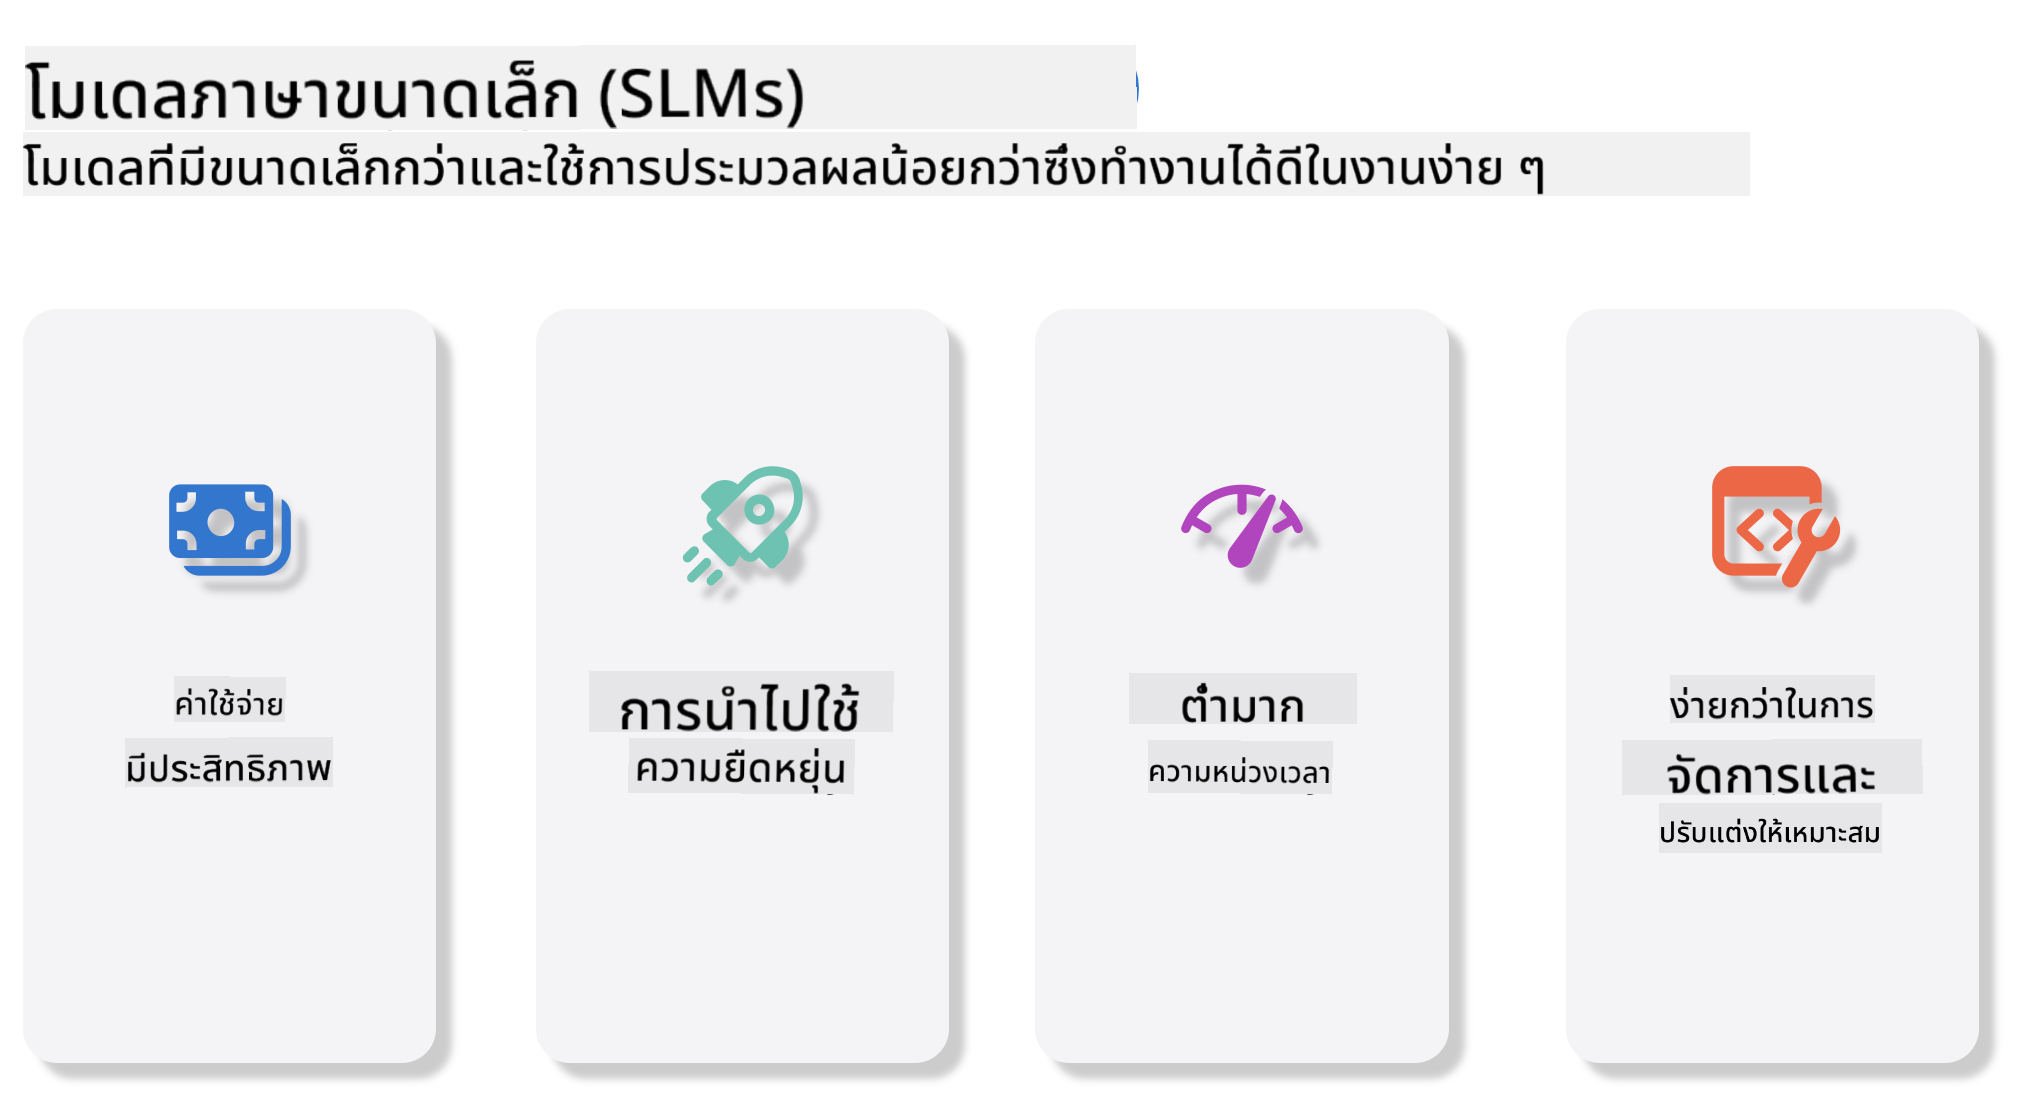 โมเดลภาษาขนาดเล็ก (SLMs)
โมเดลที่มีขนาดเล็กกว่าและใช้การประมวลผลน้อยกว่าซึ่งทำงานได้ดีในงานง่าย ๆ
ค่าใช้จ่าย
มีประสิทธิภาพ
การนำไปใช้
ความยืดหยุ่น
ต่ำมาก
ความหน่วงเวลา
ง่ายกว่าในการ
จัดการและ
ปรับแต่งให้เหมาะสม